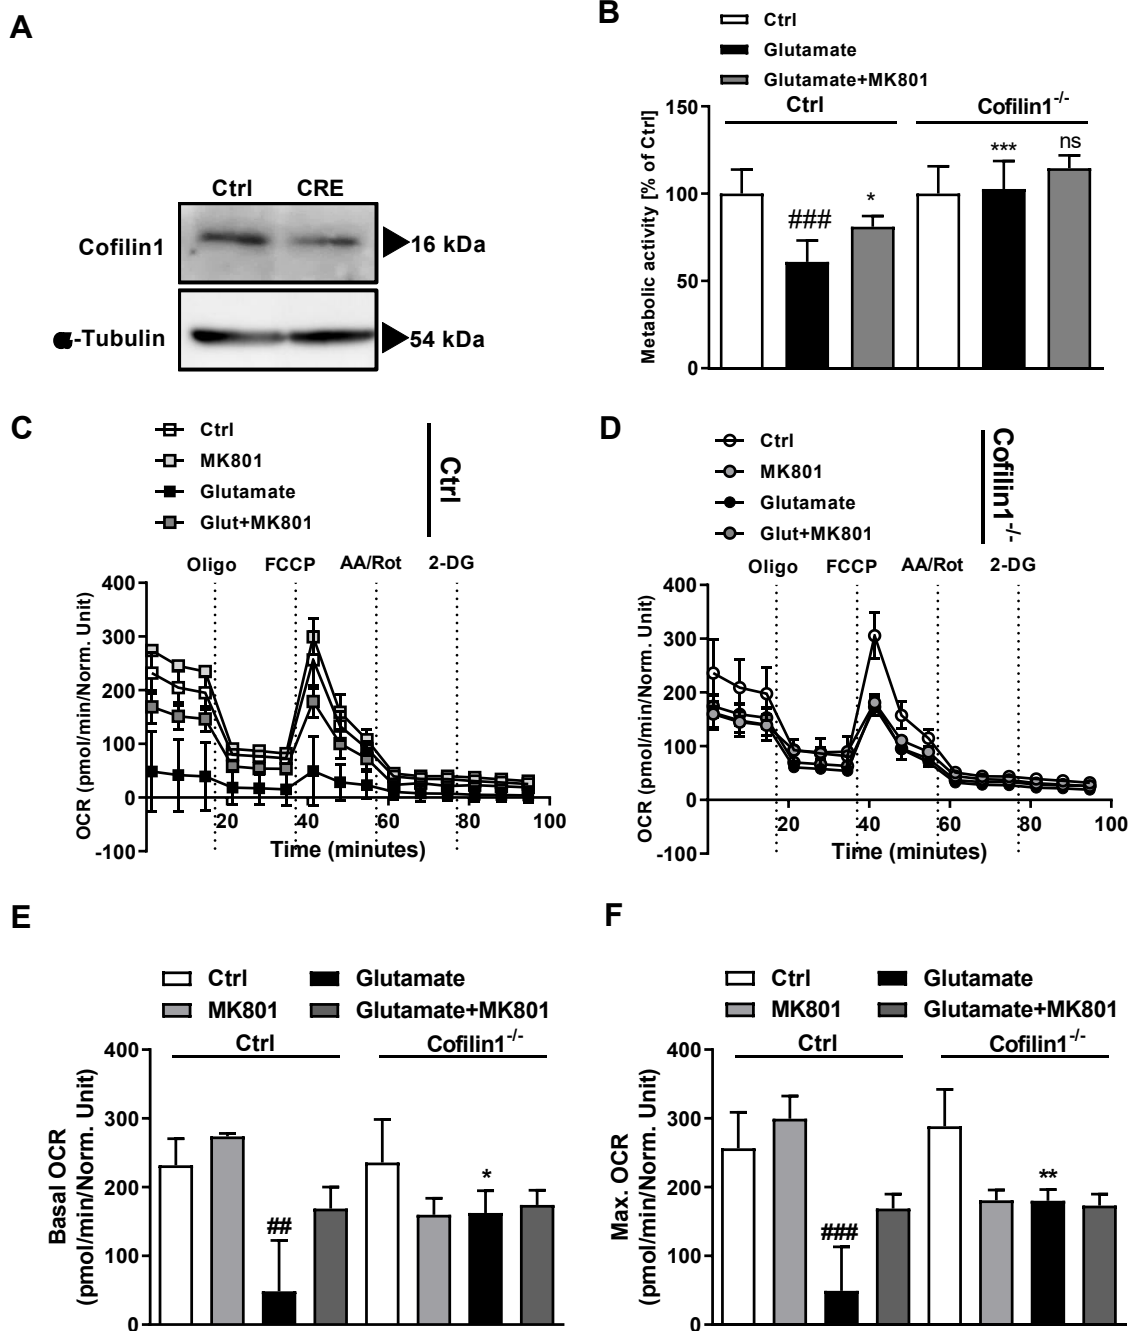 A
Ctrl CRE
Cofilin1
16 kDa
α-Tubulin
54 kDa
B
Ctrl
Glutamate
Glutamate+MK801
Ctrl Cofilin1-/-
Metabolic activity [% of Ctrl]
150
100
50
0
###
*
***
ns
C
Ctrl
MK801
Glutamate
Glut+MK801
Ctrl
Oligo FCCP AA/Rot 2-DG
OCR (pmol/min/Norm. Unit)
400
300
200
100
0
-100
20 40 60 80 100
Time (minutes)
D
Ctrl
MK801
Glutamate
Glut+MK801
Cofilin1-/-
Oligo FCCP AA/Rot 2-DG
OCR (pmol/min/Norm. Unit)
400
300
200
100
0
-100
20 40 60 80 100
Time (minutes)
E
Ctrl Glutamate
MK801 Glutamate+MK801
Ctrl Cofilin1-/-
Basal OCR
(pmol/min/Norm. Unit)
400
300
200
100
0
##
*
F
Ctrl Glutamate
MK801 Glutamate+MK801
Ctrl Cofilin1-/-
Max. OCR
(pmol/min/Norm. Unit)
400
300
200
100
0
###
**